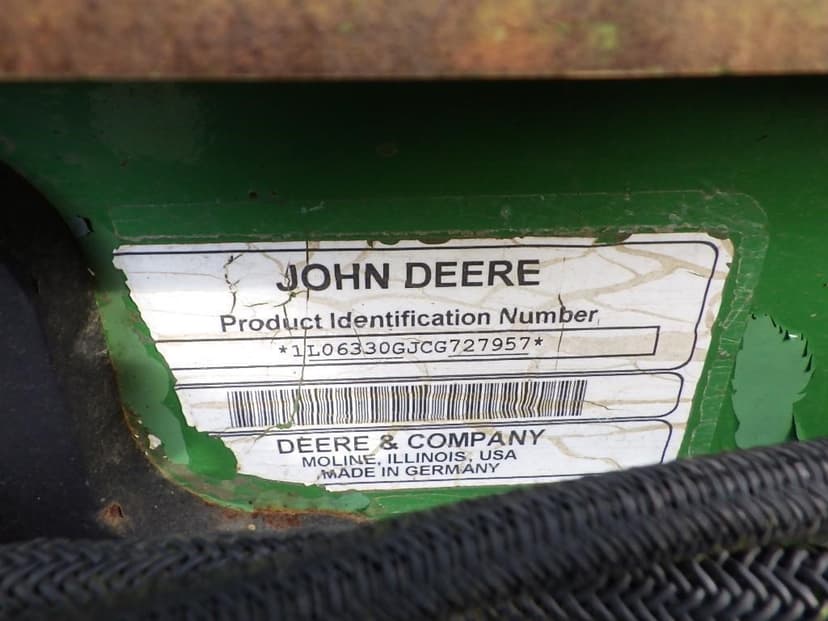 JOHN DEERE
Product Identification Number
*1L06330GJCG727957*
DEERE & COMPANY
MOLINE, ILLINOIS, USA
MADE IN GERMANY